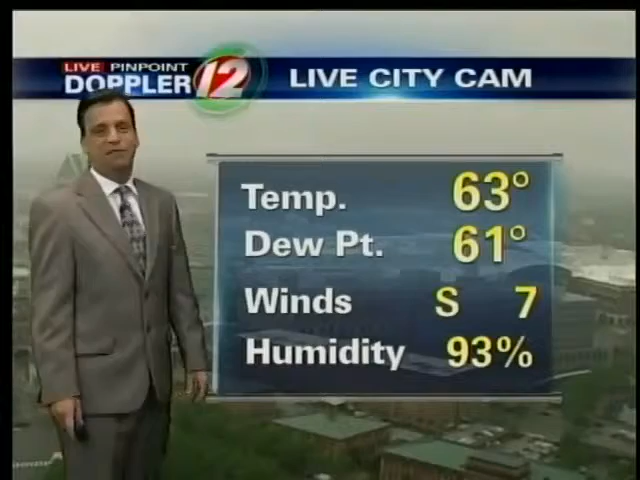 LIVE PINPOINT
DOPPLER 12
LIVE CITY CAM
Temp. 63°
Dew Pt. 61°
Winds S 7
Humidity 93%